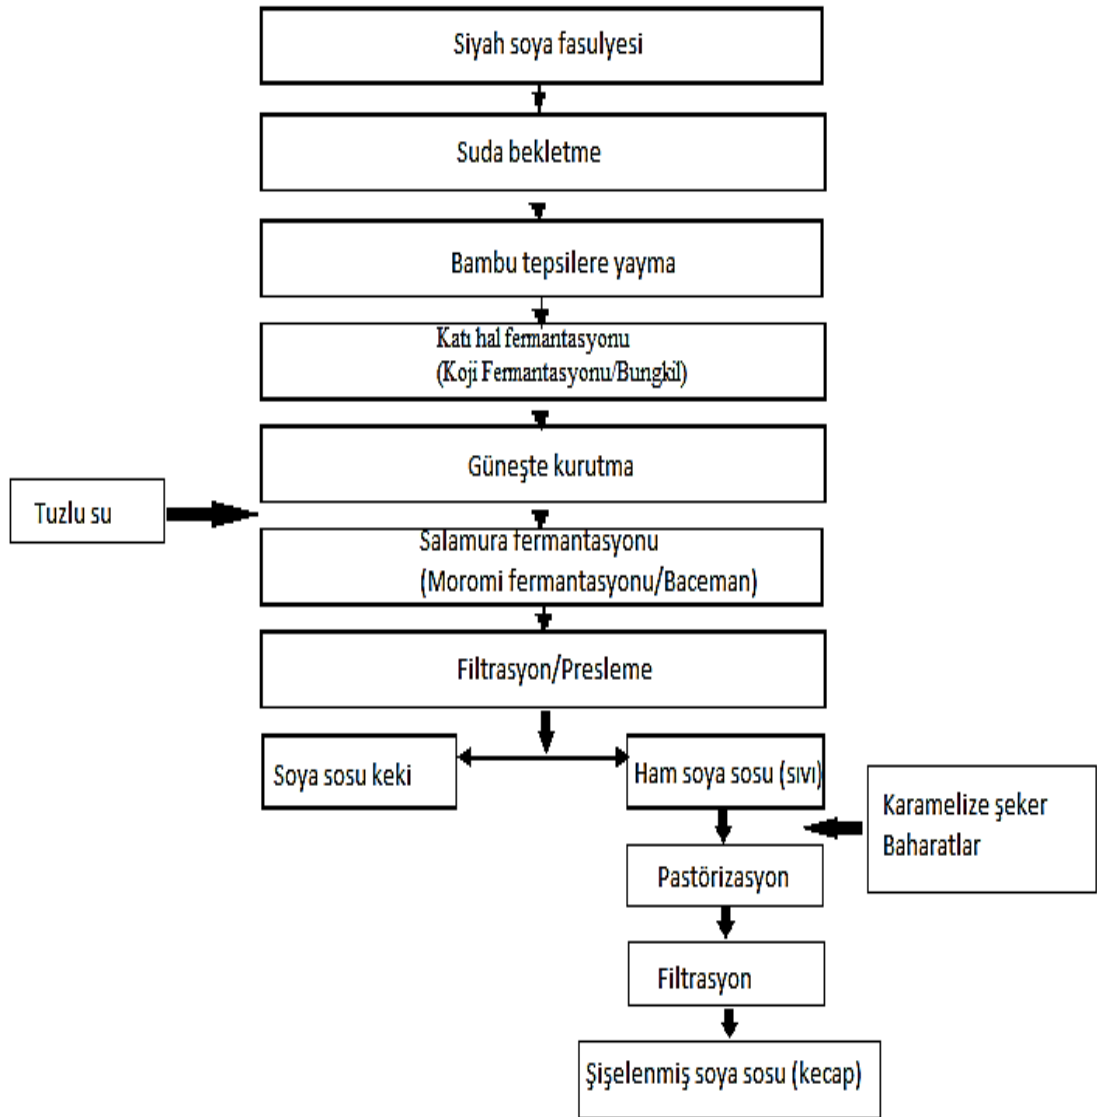 Siyah soya fasulyesi
Suda bekletme
Bambu tepsilere yayma
Katı hal fermantasyonu
(Koji Fermantasyonu/Bungkil)
Güneşte kurutma
Tuzlu su
Salamura fermantasyonu
(Moromi fermantasyonu/Baceman)
Filtrasyon/Presleme
Soya sosu keki
Ham soya sosu (sıvı)
Karamelize şeker
Baharatlar
Pastörizasyon
Filtrasyon
Şişelenmiş soya sosu (kecap)